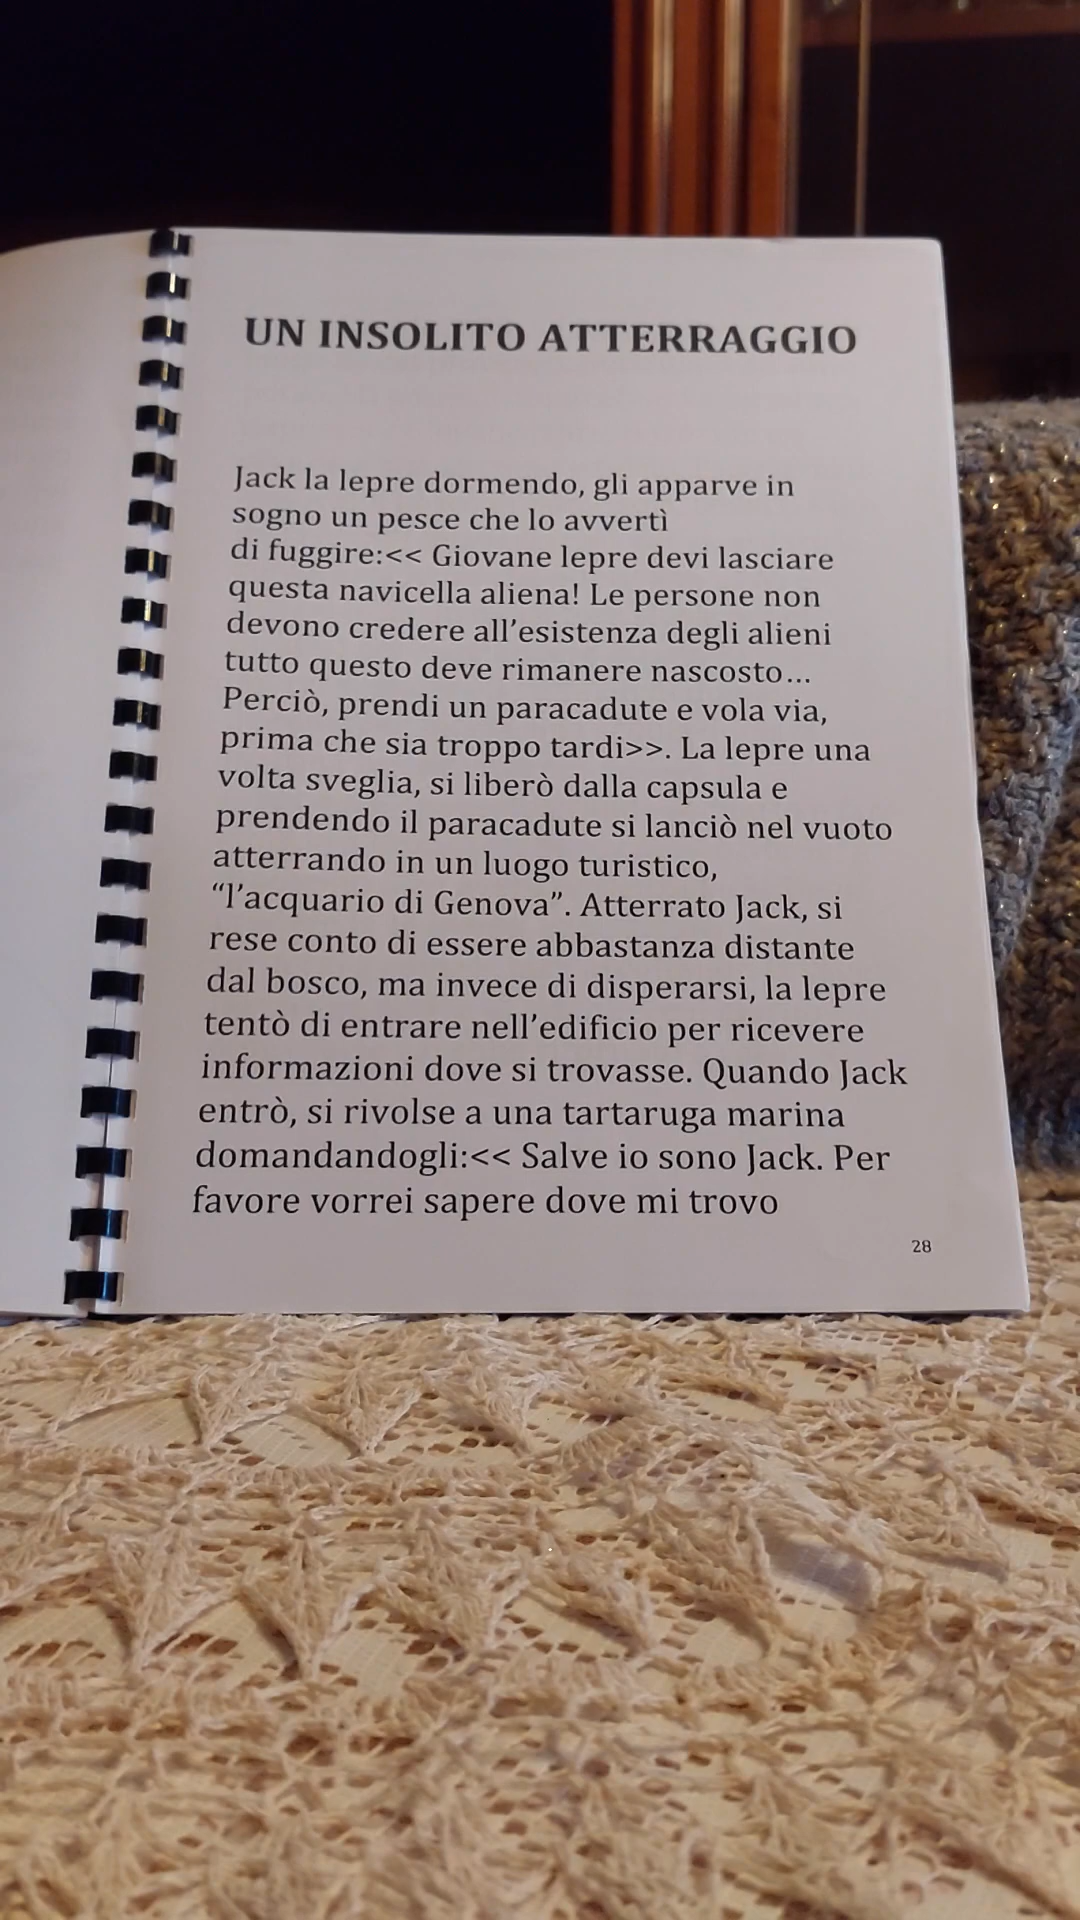 UN INSOLITO ATTERRAGGIO
Jack la lepre dormendo, gli apparve in
sogno un pesce che lo avvertì
di fuggire:<< Giovane lepre devi lasciare
questa navicella aliena! Le persone non
devono credere all'esistenza degli alieni
tutto questo deve rimanere nascosto...
Perciò, prendi un paracadute e vola via,
prima che sia troppo tardi>>. La lepre una
volta sveglia, si liberò dalla capsula e
prendendo il paracadute si lanciò nel vuoto
atterrando in un luogo turistico,
“l'acquario di Genova”. Atterrato Jack, si
rese conto di essere abbastanza distante
dal bosco, ma invece di disperarsi, la lepre
tentò di entrare nell'edificio per ricevere
informazioni dove si trovasse. Quando Jack
entrò, si rivolse a una tartaruga marina
domandandogli:<< Salve io sono Jack. Per
favore vorrei sapere dove mi trovo
28